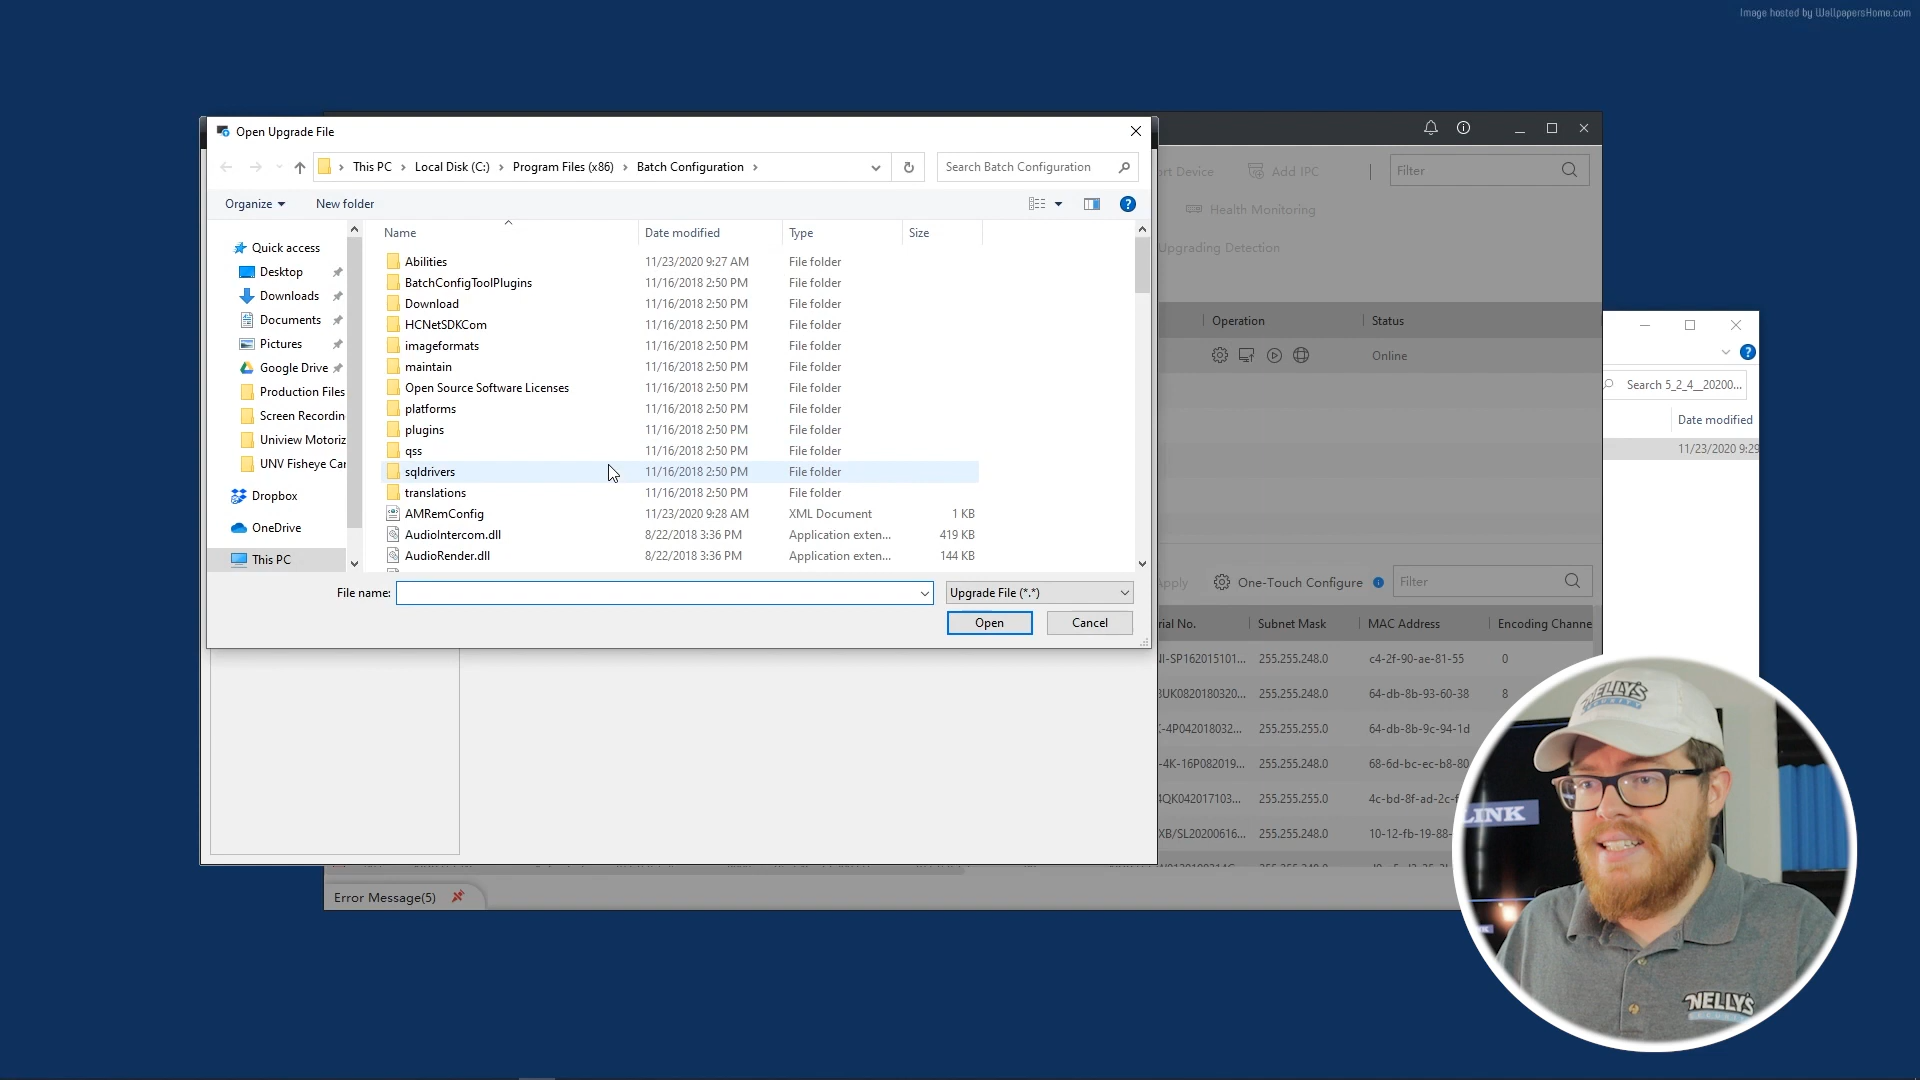 Image hosted by WallpapersHome.com
Open Upgrade File
This PC > Local Disk (C:) > Program Files (x86) > Batch Configuration >
Search Batch Configuration
ort Device
Add IPC
Filter
Organize
New folder
Health Monitoring
Name
Date modified
Type
Size
Quick access
Upgrading Detection
Abilities 11/23/2020 9:27 AM File folder
Desktop
BatchConfigToolPlugins 11/16/2018 2:50 PM File folder
Downloads
Download 11/16/2018 2:50 PM File folder
Documents
HCNetSDKCom 11/16/2018 2:50 PM File folder
Operation
Status
Pictures
imageformats 11/16/2018 2:50 PM File folder
Online
Google Drive
maintain 11/16/2018 2:50 PM File folder
Production Files
Open Source Software Licenses 11/16/2018 2:50 PM File folder
Search 5_2_4__20200...
Screen Recordin
platforms 11/16/2018 2:50 PM File folder
Date modified
Uniview Motoriz
plugins 11/16/2018 2:50 PM File folder
11/23/2020 9:29
UNV Fisheye Car
qss 11/16/2018 2:50 PM File folder
sqldrivers 11/16/2018 2:50 PM File folder
Dropbox
translations 11/16/2018 2:50 PM File folder
AMRemConfig 11/23/2020 9:28 AM XML Document 1 KB
OneDrive
AudioIntercom.dll 8/22/2018 3:36 PM Application exten... 419 KB
This PC
AudioRender.dll 8/22/2018 3:36 PM Application exten... 144 KB
File name:
Upgrade File (*.*)
Open
Cancel
pply
One-Touch Configure
Filter
rial No.
Subnet Mask
MAC Address
Encoding Channe
NI-SP162015101... 255.255.248.0 c4-2f-90-ae-81-55 0
3UK0820180320... 255.255.248.0 64-db-8b-93-60-38 8
-4P042018032... 255.255.255.0 64-db-8b-9c-94-1d
-4K-16P082019... 255.255.248.0 68-6d-bc-ec-b8-80
4QK042017103... 255.255.248.0 4c-bd-8f-ad-2c-
XB/SL20200616... 255.255.248.0 10-12-fb-19-88-
Error Message(5)
NELLY'S
SECURITY
LINK
NELLY'S
SECURITY